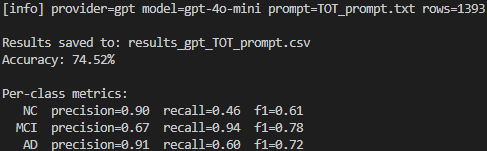 [info] provider=gpt model=gpt-4o-mini prompt=TOT_prompt.txt rows=1393
Results saved to: results_gpt_TOT_prompt.csv
Accuracy: 74.52%
Per-class metrics:
NC precision=0.90 recall=0.46 f1=0.61
MCI precision=0.67 recall=0.94 f1=0.78
AD precision=0.91 recall=0.60 f1=0.72